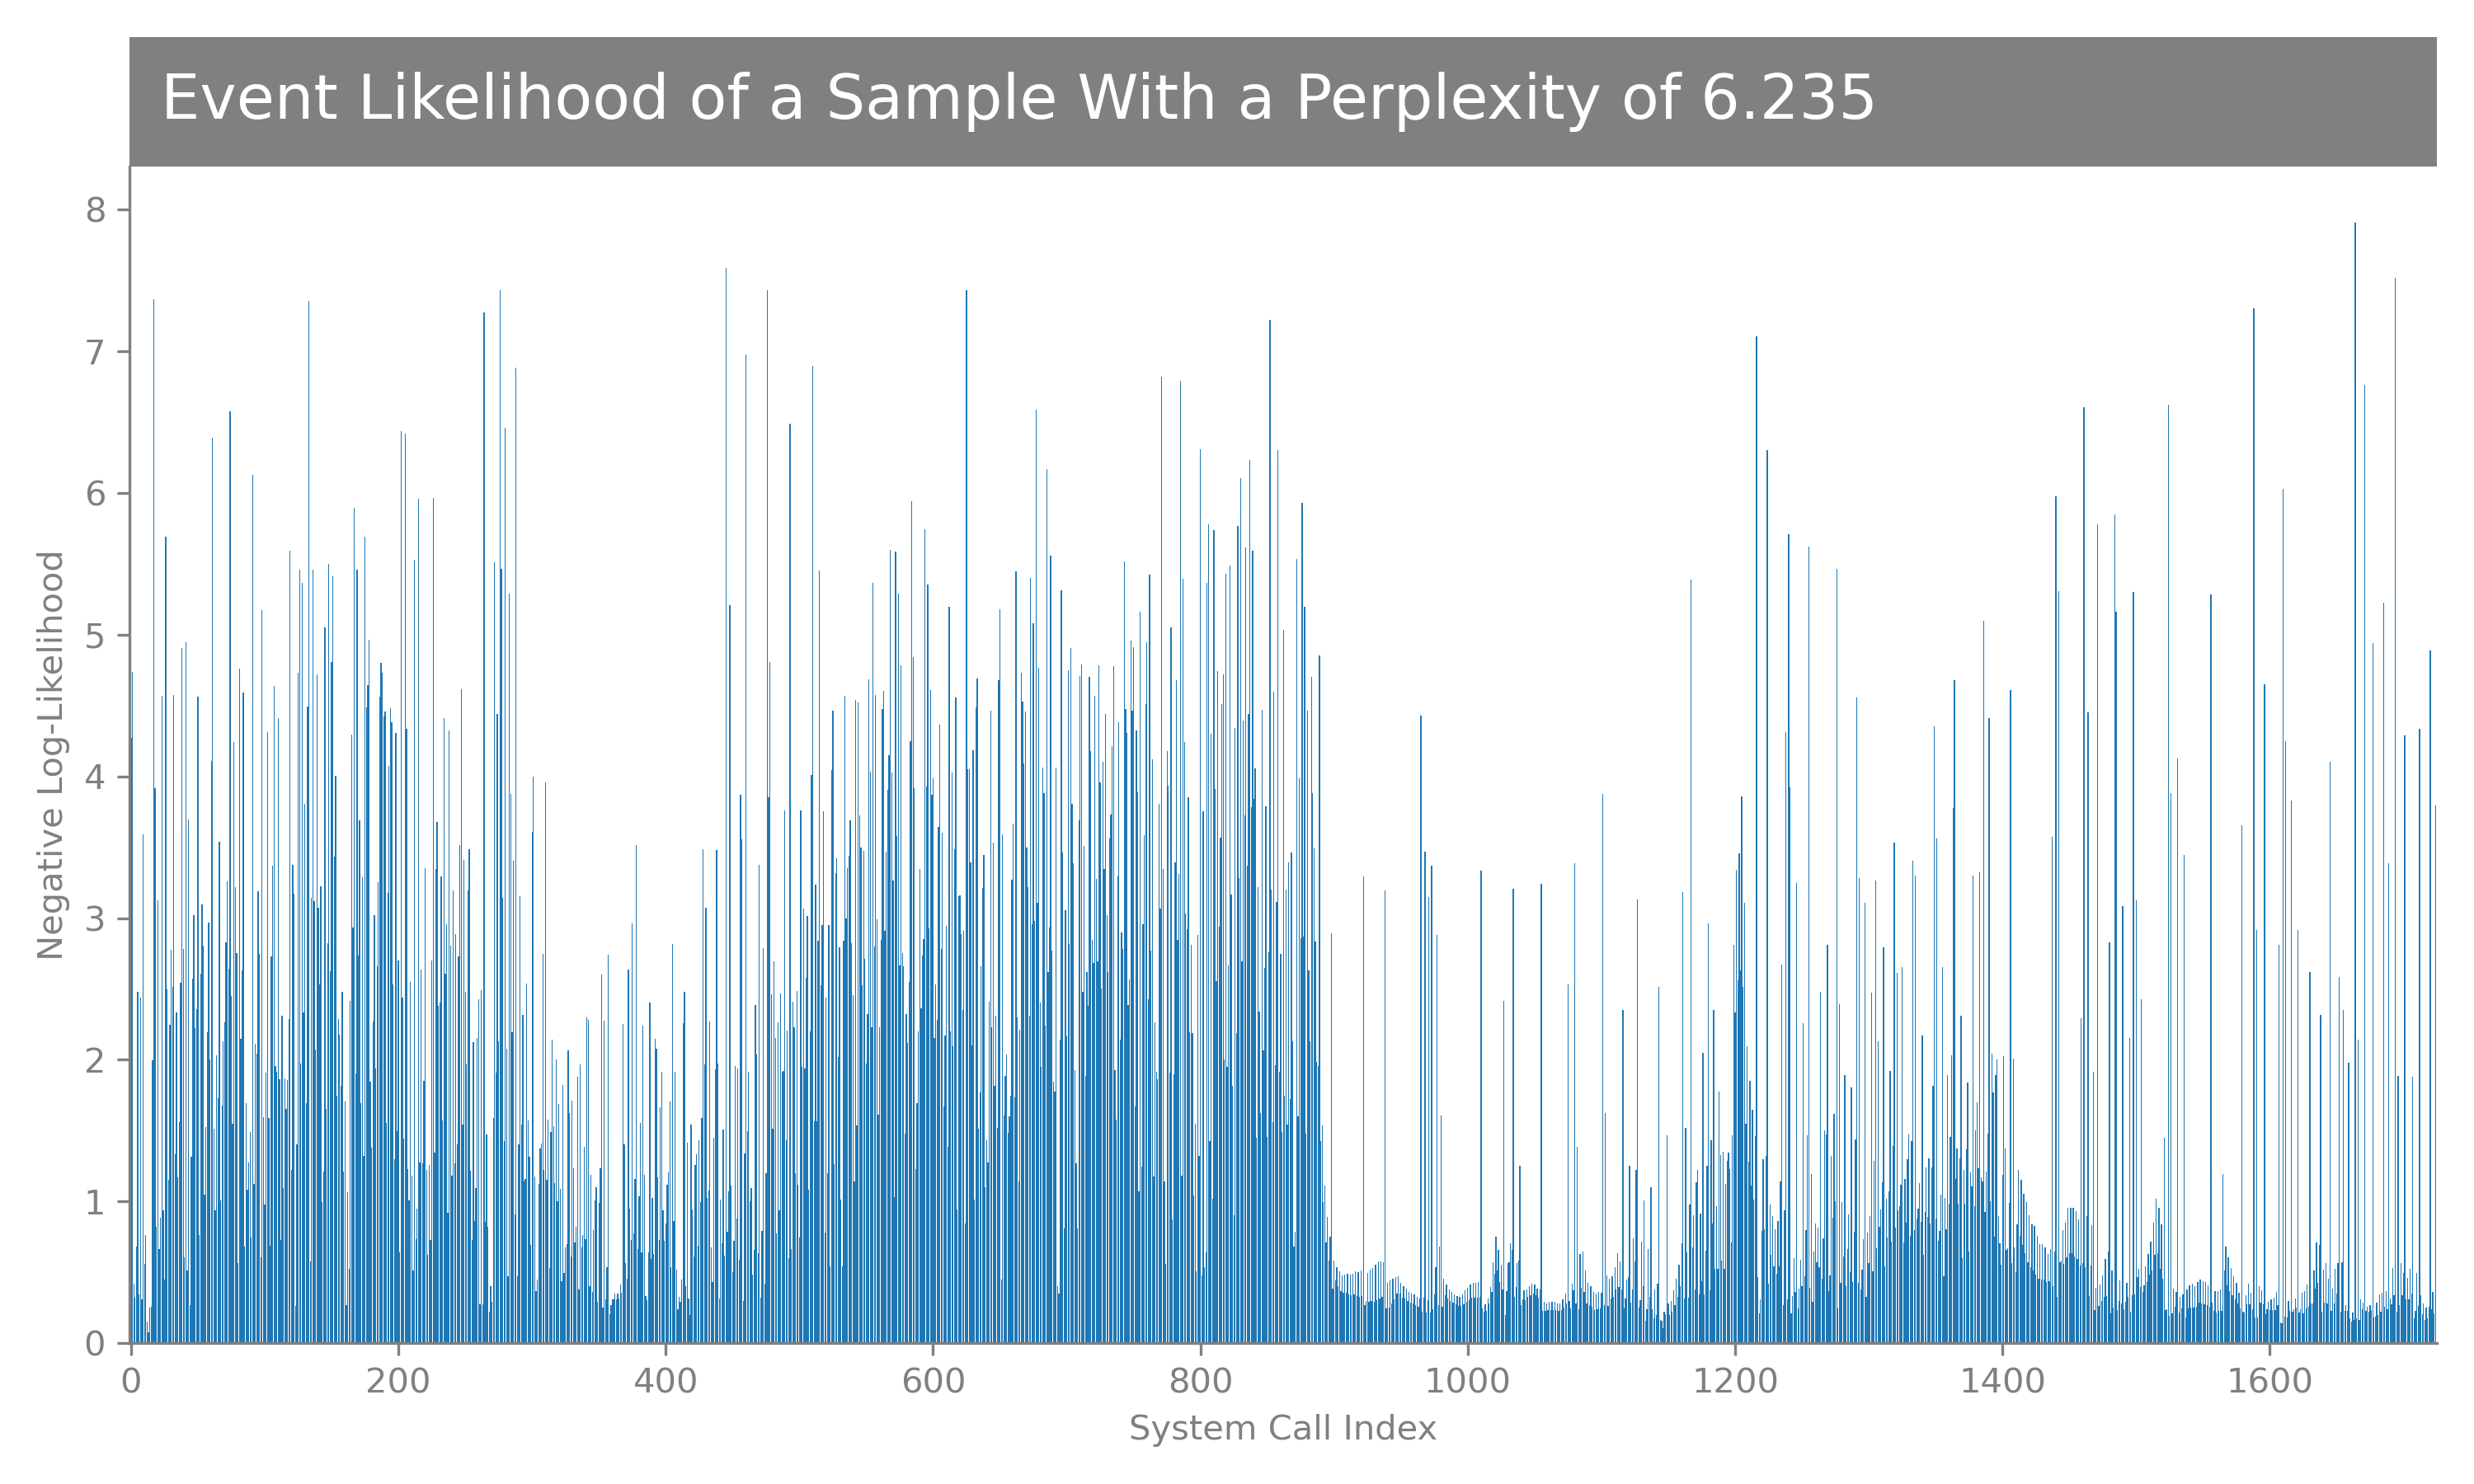 Event Likelihood of a Sample With a Perplexity of 6.235
8
7
6
5
4
3
2
1
0
Negative Log-Likelihood
0 200 400 600 800 1000 1200 1400 1600
System Call Index